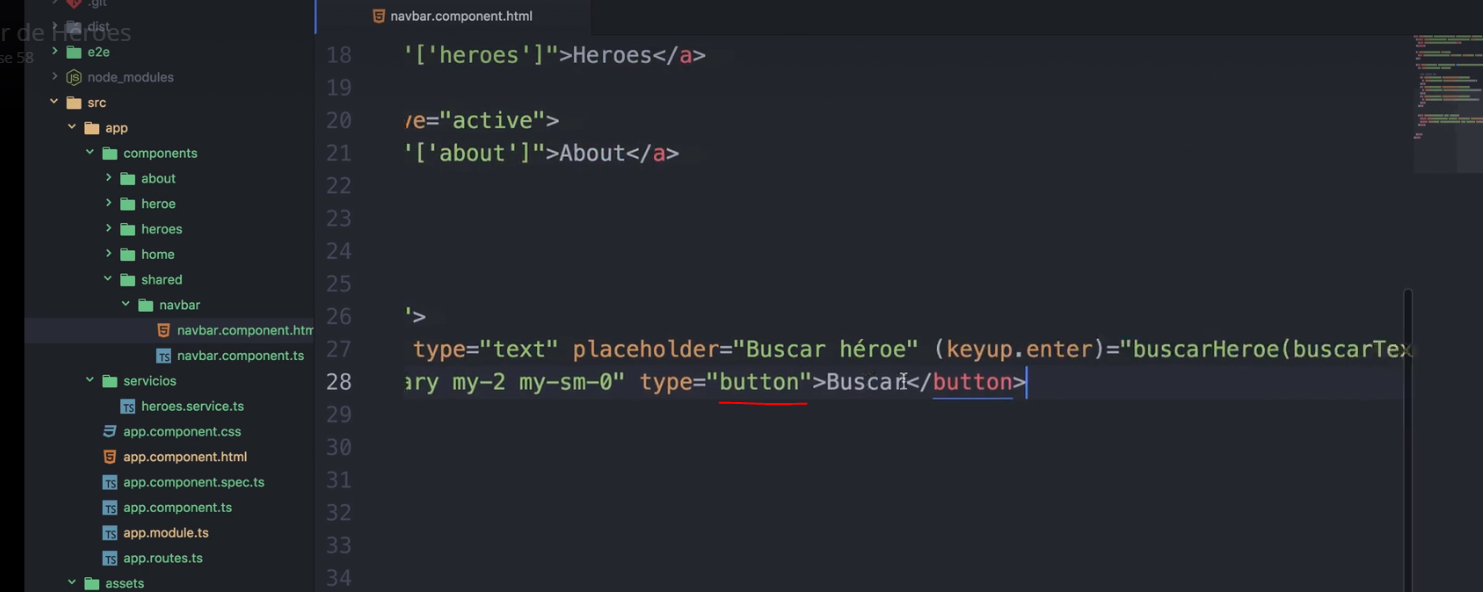 .git
dist
r de Héroes
se 58
e2e
node_modules
src
app
components
about
heroe
heroes
home
shared
navbar
navbar.component.htm
navbar.component.ts
servicios
heroes.service.ts
app.component.css
app.component.html
app.component.spec.ts
app.component.ts
app.module.ts
app.routes.ts
assets
navbar.component.html
18 '['heroes']">Heroes</a>
19
20 ve="active">
21 '['about']">About</a>
22
23
24
25
26 '>
27 type="text" placeholder="Buscar héroe" (keyup.enter)="buscarHeroe(buscarTex
28 ary my-2 my-sm-0" type="button">Buscar</button>
29
30
31
32
33
34